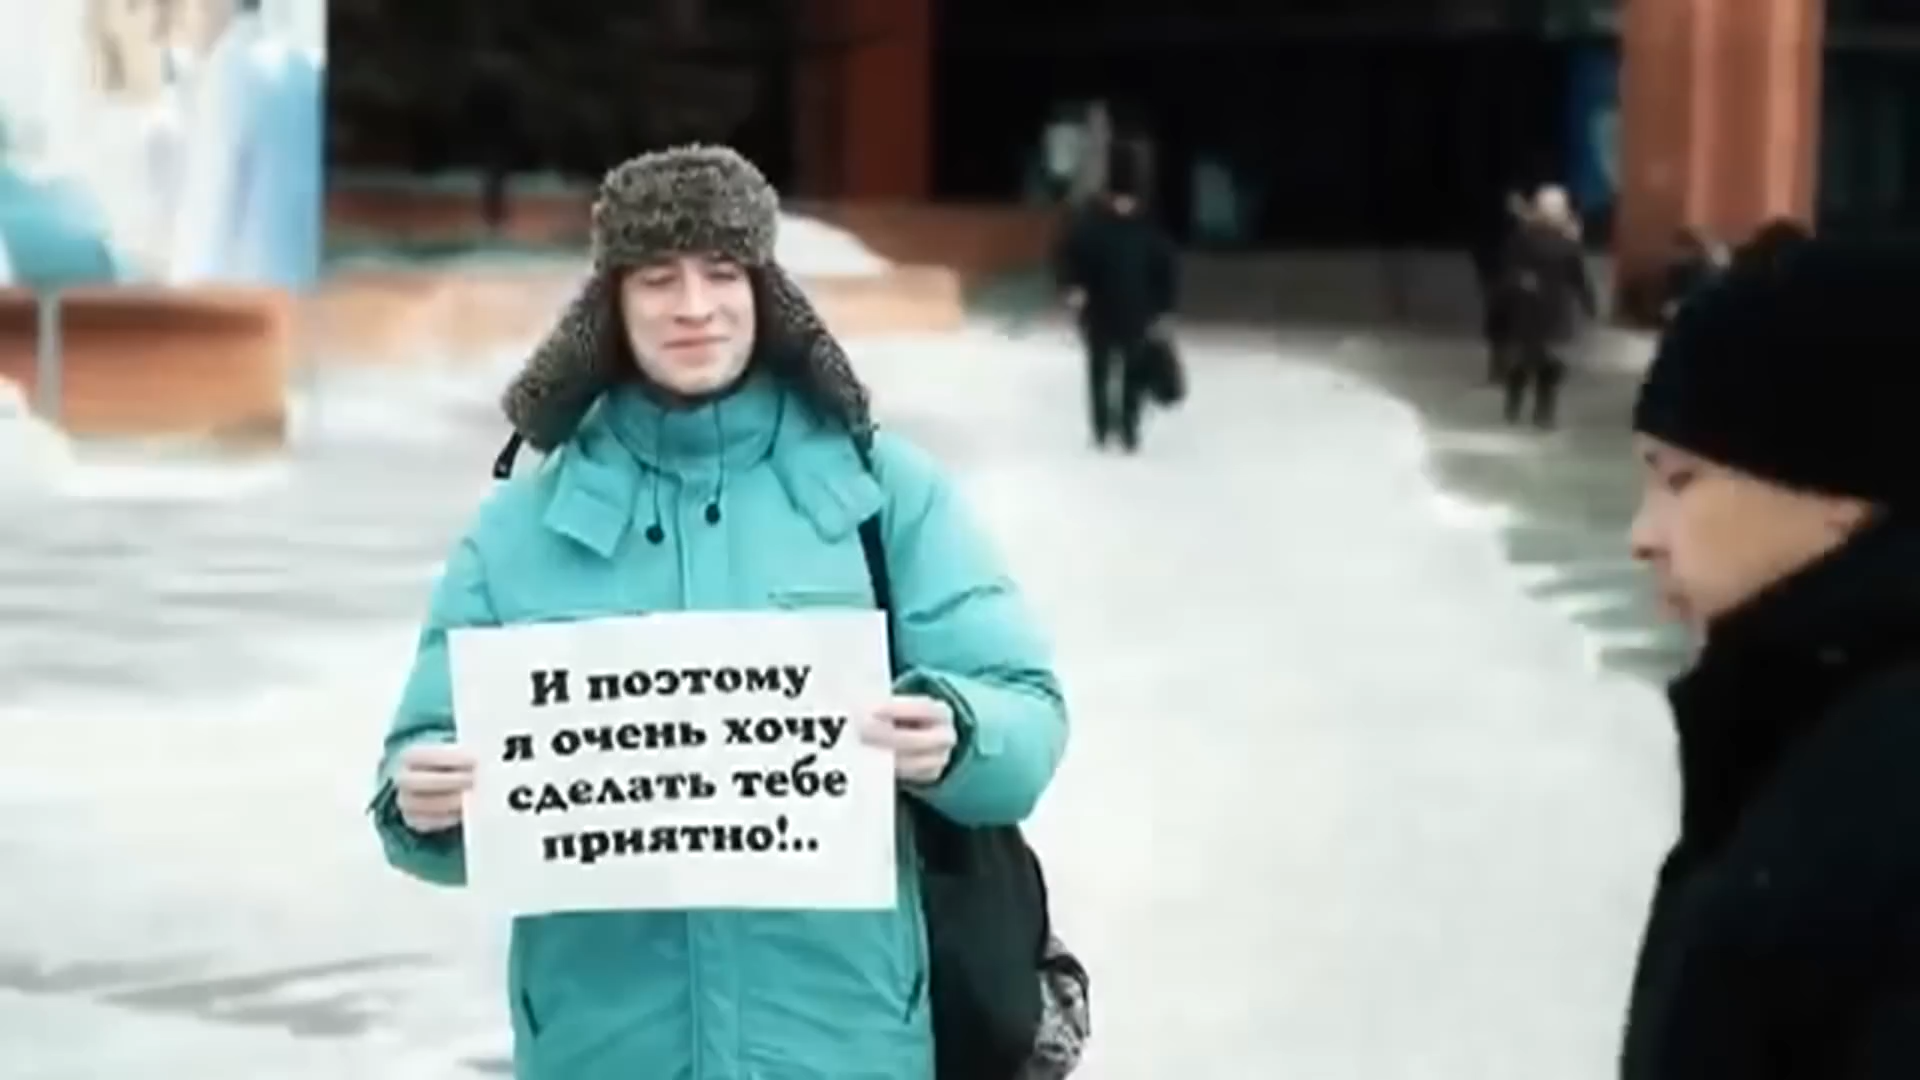 И поэтому
я очень хочу
сделать тебе
приятно!..